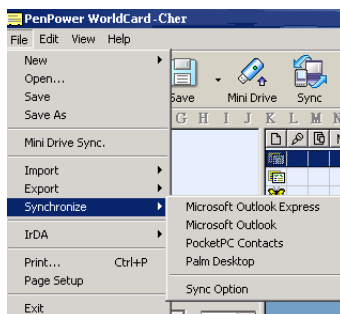 PenPower WorldCard - Cher
File Edit View Help
New
Open...
Save
Save As
Mini Drive Sync.
Import
Export
Synchronize
IrDA
Print... Ctrl+P
Page Setup
Exit
Save Mini Drive Sync
G H I J K L M N
Microsoft Outlook Express
Microsoft Outlook
PocketPC Contacts
Palm Desktop
Sync Option